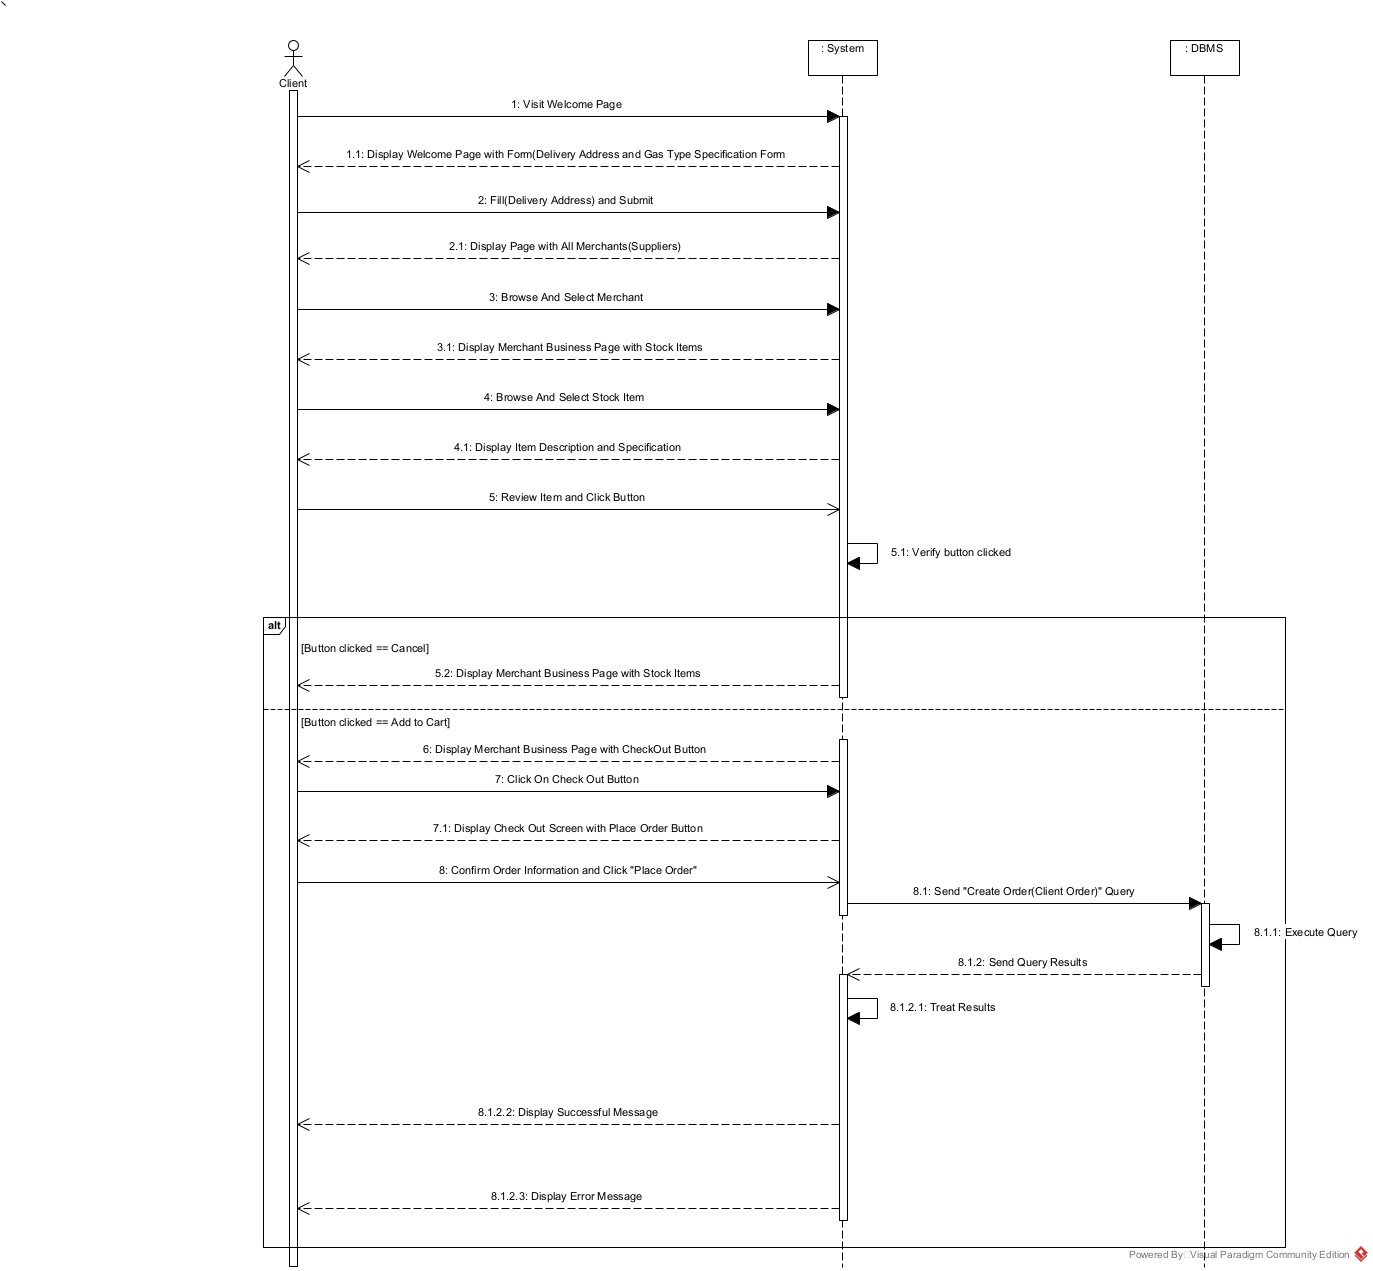 `
: System
: DBMS
Client
1: Visit Welcome Page
1.1: Display Welcome Page with Form(Delivery Address and Gas Type Specification Form
2: Fill(Delivery Address) and Submit
2.1: Display Page with All Merchants(Suppliers)
3: Browse And Select Merchant
3.1: Display Merchant Business Page with Stock Items
4: Browse And Select Stock Item
4.1: Display Item Description and Specification
5: Review Item and Click Button
5.1: Verify button clicked
alt
[Button clicked == Cancel]
5.2: Display Merchant Business Page with Stock Items
[Button clicked == Add to Cart]
6: Display Merchant Business Page with CheckOut Button
7: Click On Check Out Button
7.1: Display Check Out Screen with Place Order Button
8: Confirm Order Information and Click "Place Order"
8.1: Send "Create Order(Client Order)" Query
8.1.1: Execute Query
8.1.2: Send Query Results
8.1.2.1: Treat Results
8.1.2.2: Display Successful Message
8.1.2.3: Display Error Message
Powered By Visual Paradigm Community Edition